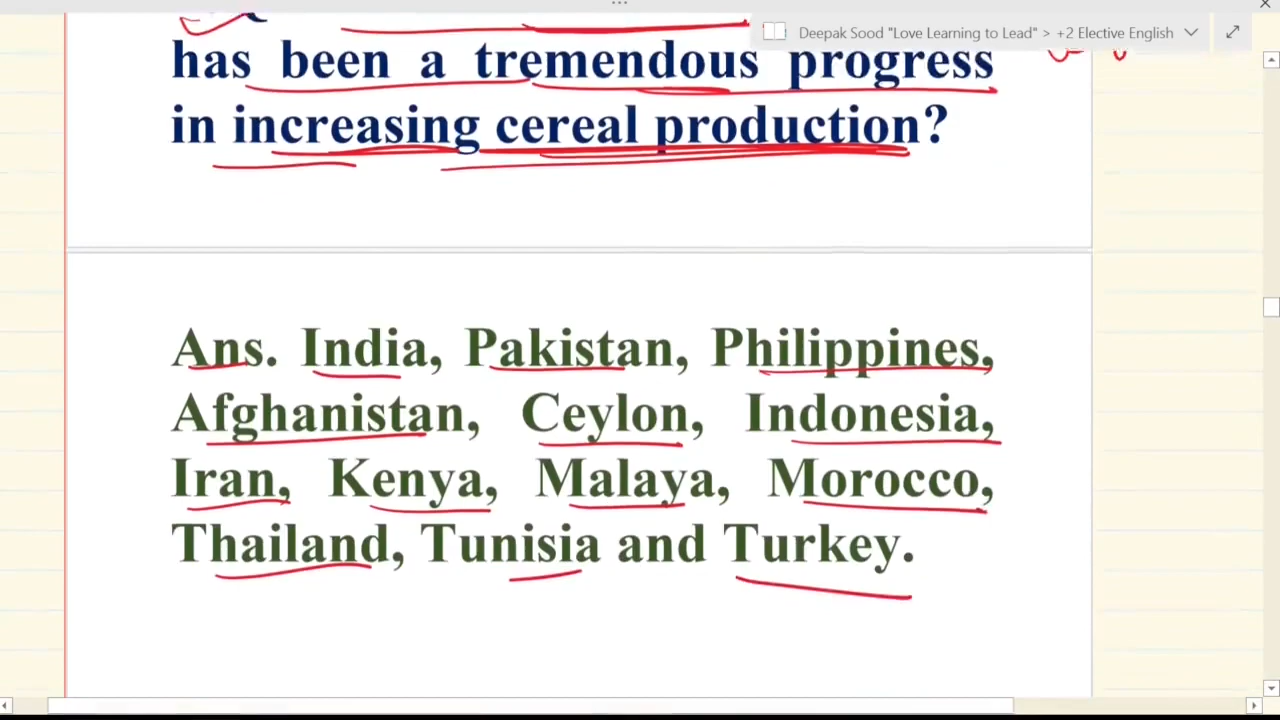 Deepak Sood "Love Learning to Lead" > +2 Elective English
has been a tremendous progress
in increasing cereal production?
Ans. India, Pakistan, Philippines,
Afghanistan, Ceylon, Indonesia,
Iran, Kenya, Malaya, Morocco,
Thailand, Tunisia and Turkey.